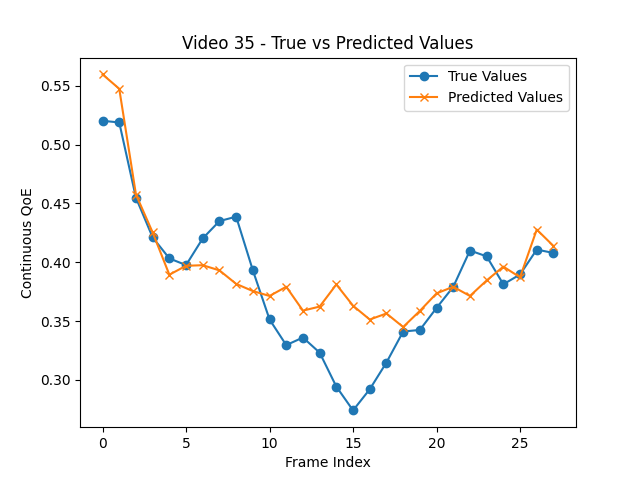 Video 35 - True vs Predicted Values
True Values
Predicted Values
Continuous QoE
0.55
0.50
0.45
0.40
0.35
0.30
0 5 10 15 20 25
Frame Index